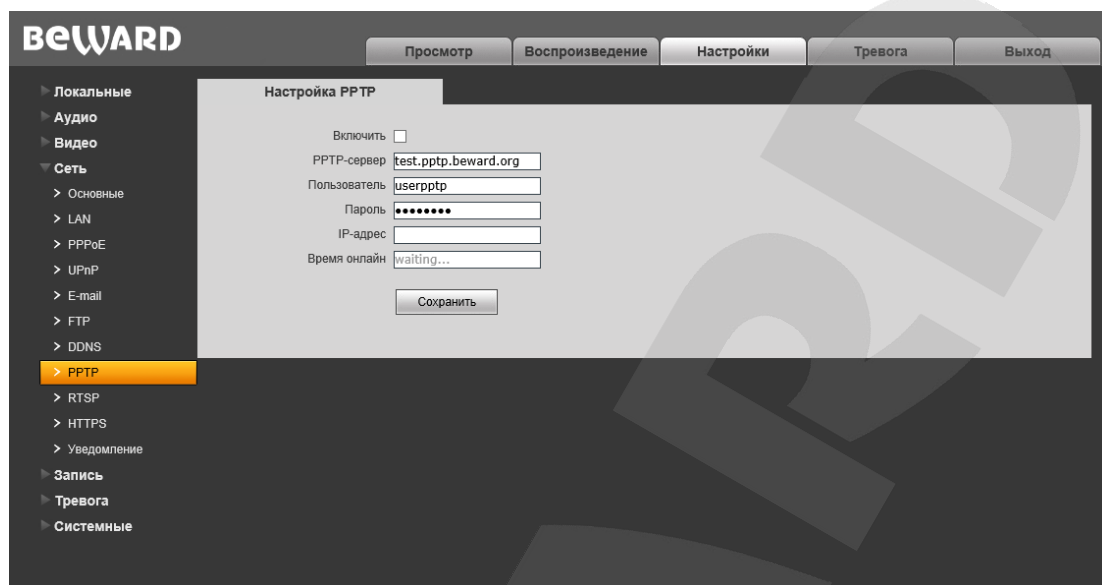 BEWARD
Просмотр Воспроизведение Настройки Тревога Выход
Локальные
Аудио
Видео
Сеть
> Основные
> LAN
> PPPoE
> UPnP
> E-mail
> FTP
> DDNS
> PPTP
> RTSP
> HTTPS
> Уведомление
Запись
Тревога
Системные
Настройка PPTP
Включить
PPTP-сервер test.pptp.beward.org
Пользователь userpptp
Пароль ••••••••
IP-адрес
Время онлайн waiting...
Сохранить